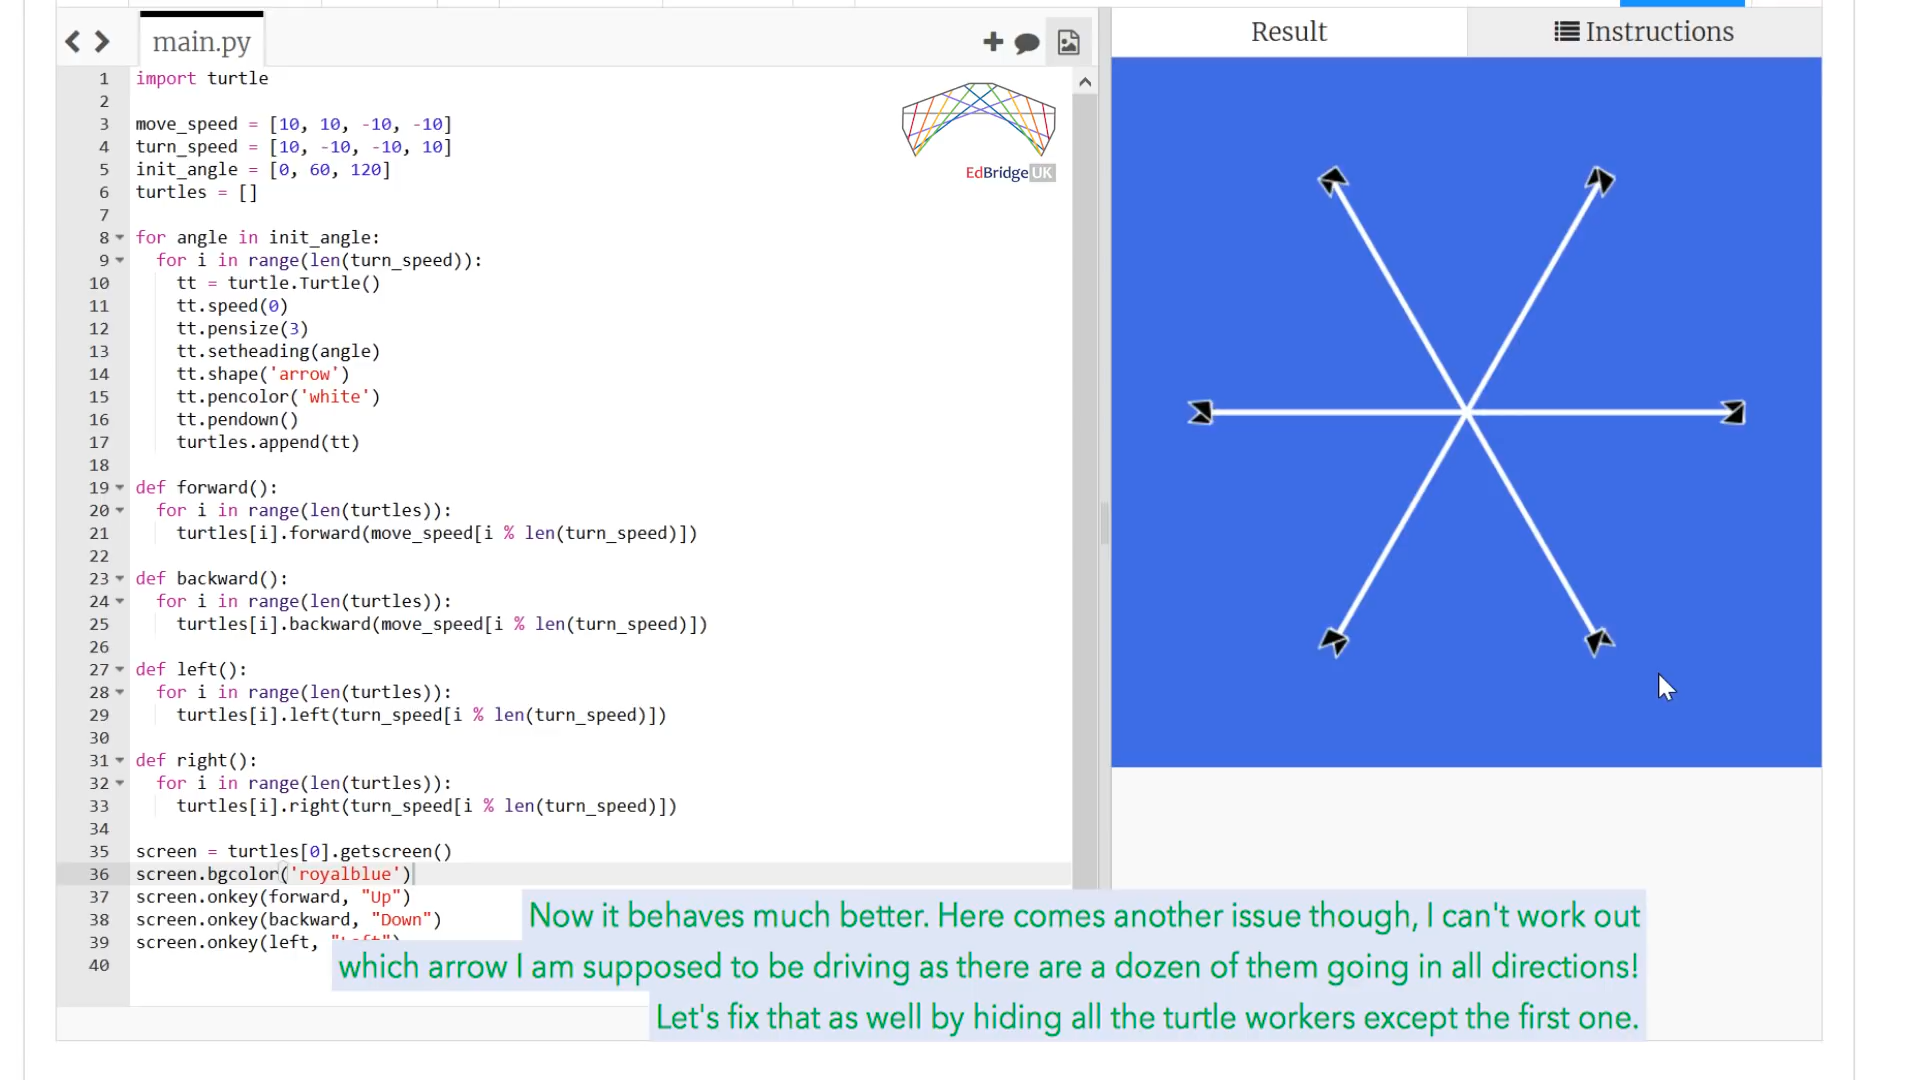 main.py
Result
Instructions
1 import turtle
2
3 move_speed = [10, 10, -10, -10]
4 turn_speed = [10, -10, -10, 10]
5 init_angle = [0, 60, 120]
6 turtles = []
7
8 for angle in init_angle:
9 for i in range(len(turn_speed)):
10 tt = turtle.Turtle()
11 tt.speed(0)
12 tt.pensize(3)
13 tt.setheading(angle)
14 tt.shape('arrow')
15 tt.pencolor('white')
16 tt.pendown()
17 turtles.append(tt)
18
19 def forward():
20 for i in range(len(turtles)):
21 turtles[i].forward(move_speed[i % len(turn_speed)])
22
23 def backward():
24 for i in range(len(turtles)):
25 turtles[i].backward(move_speed[i % len(turn_speed)])
26
27 def left():
28 for i in range(len(turtles)):
29 turtles[i].left(turn_speed[i % len(turn_speed)])
30
31 def right():
32 for i in range(len(turtles)):
33 turtles[i].right(turn_speed[i % len(turn_speed)])
34
35 screen = turtles[0].getscreen()
36 screen.bgcolor('royalblue')
37 screen.onkey(forward, "Up")
38 screen.onkey(backward, "Down")
39 screen.onkey(left,
40
EdBridge UK
Now it behaves much better. Here comes another issue though, I can't work out
which arrow I am supposed to be driving as there are a dozen of them going in all directions!
Let's fix that as well by hiding all the turtle workers except the first one.